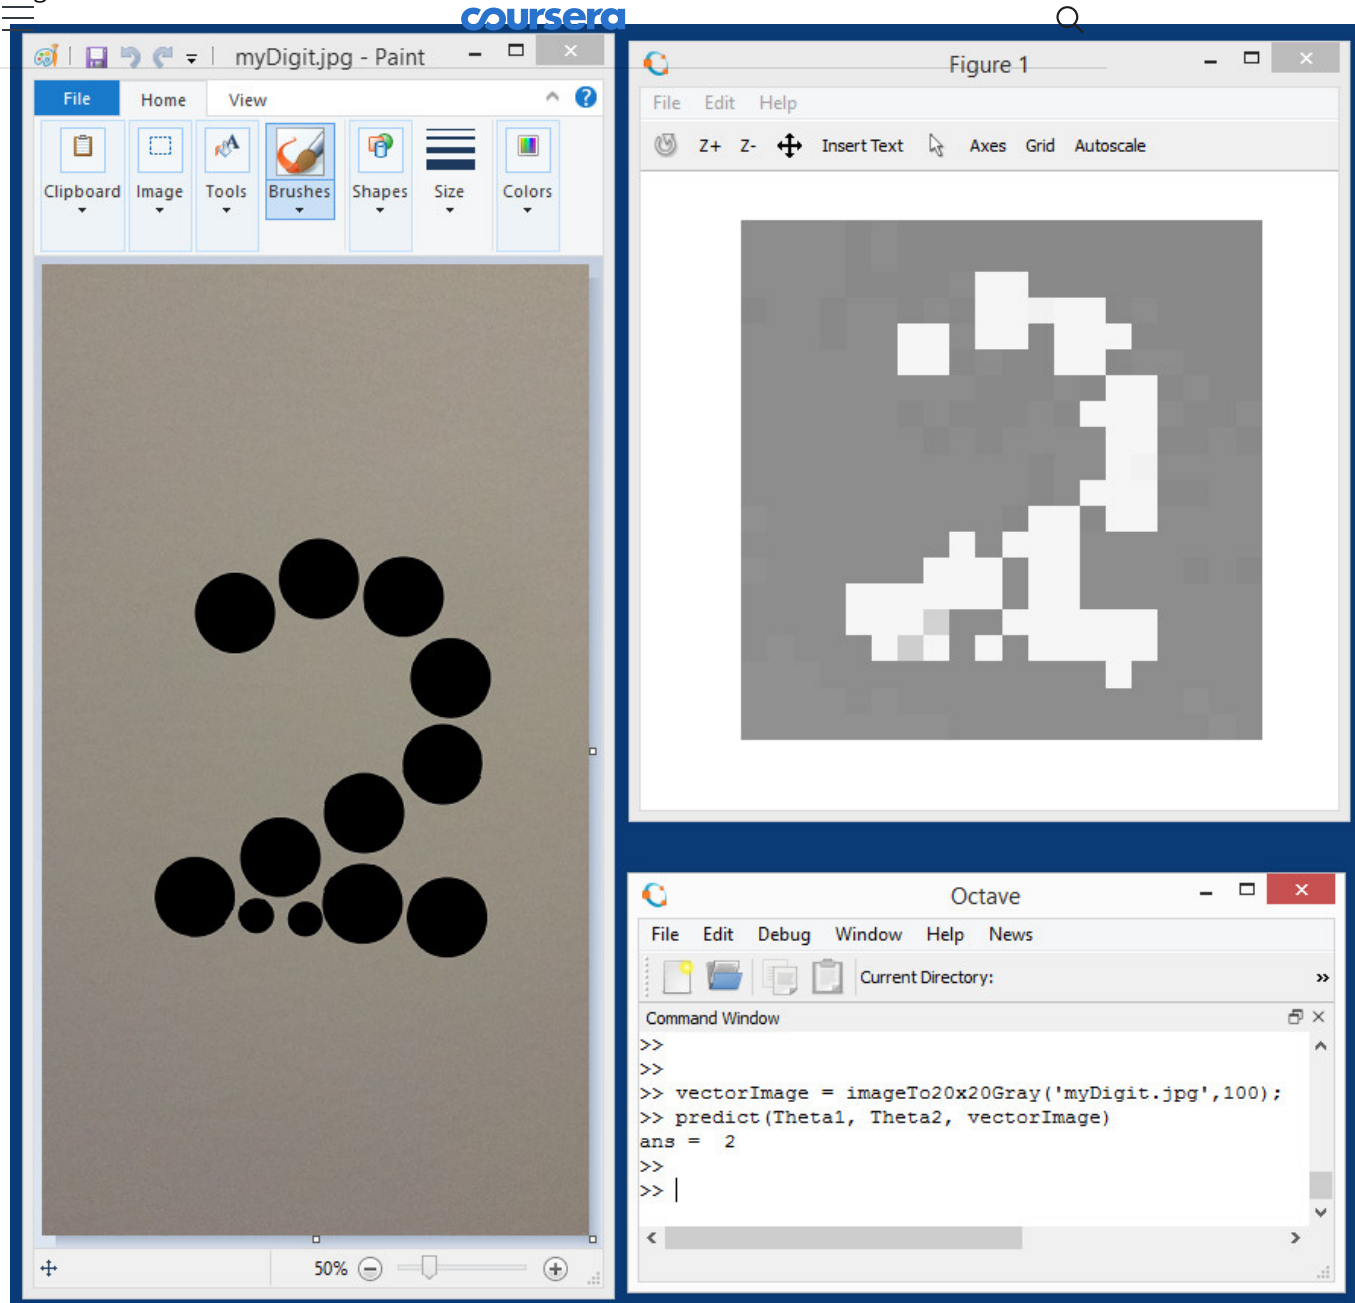 coursera
myDigit.jpg - Paint
File Home View
Clipboard Image Tools Brushes Shapes Size Colors
50%
Figure 1
File Edit Help
Z+ Z- Insert Text Axes Grid Autoscale
Octave
File Edit Debug Window Help News
Current Directory:
Command Window
>>
>>
>> vectorImage = imageTo20x20Gray('myDigit.jpg',100);
>> predict(Theta1, Theta2, vectorImage)
ans = 2
>>
>>